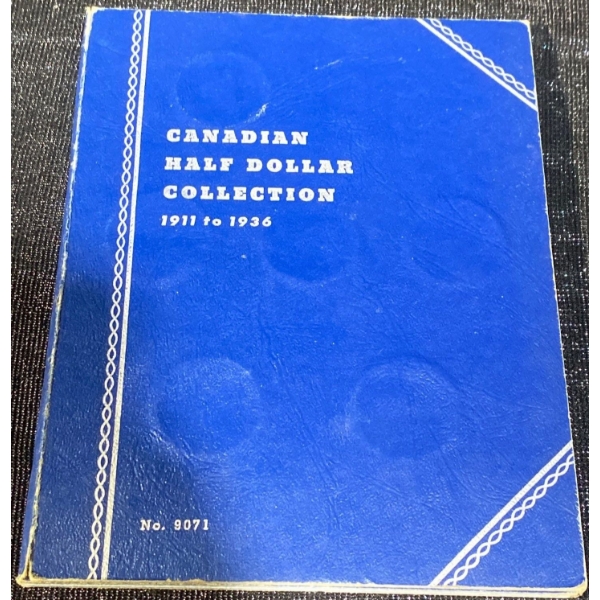 CANADIAN
HALF DOLLAR
COLLECTION
1911 to 1936
No. 9071